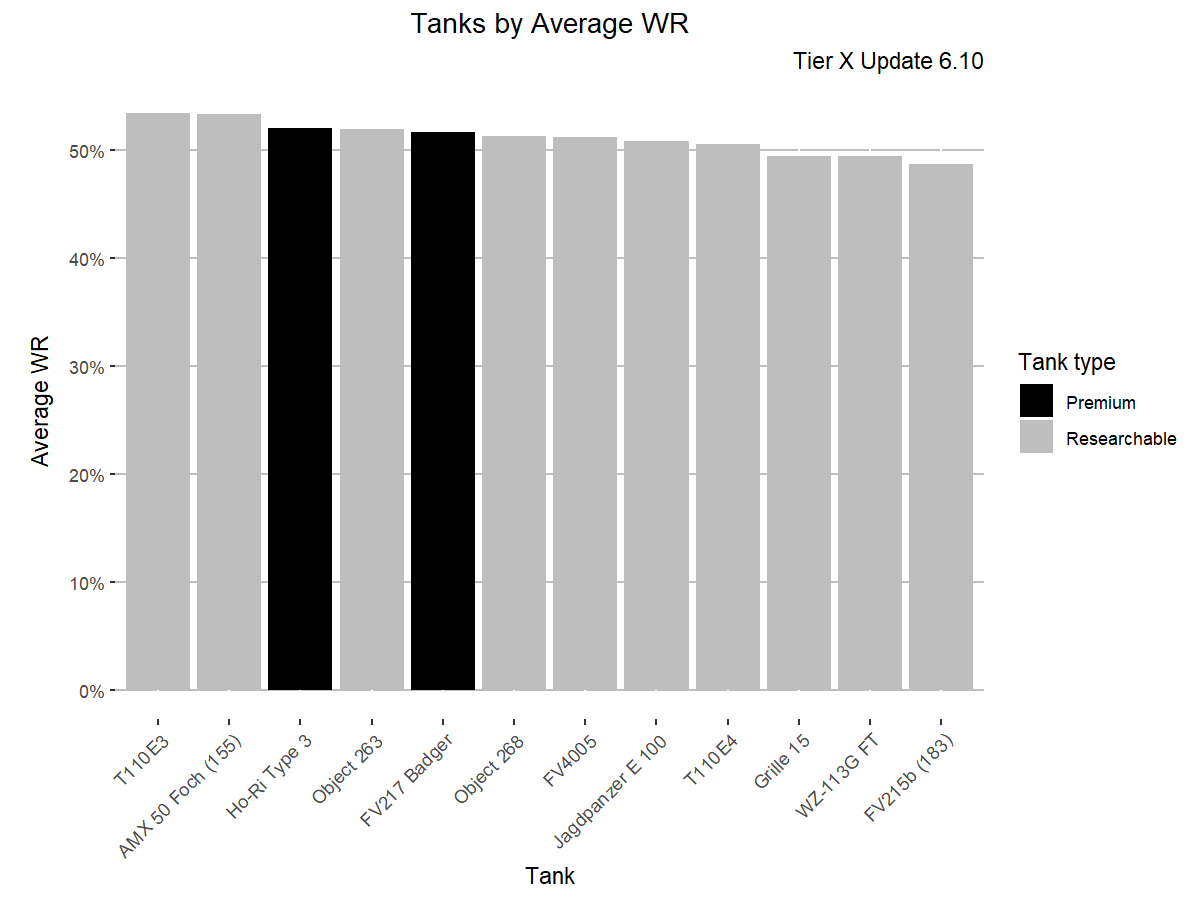 Tanks by Average WR
Tier X Update 6.10
Average WR
50%
40%
30%
20%
10%
0%
T110E3
AMX 50 Foch (155)
Ho-Ri Type 3
Object 263
FV217 Badger
Object 268
FV4005
Jagdpanzer E 100
T110E4
Grille 15
WZ-113G FT
FV215b (183)
Tank
Tank type
Premium
Researchable